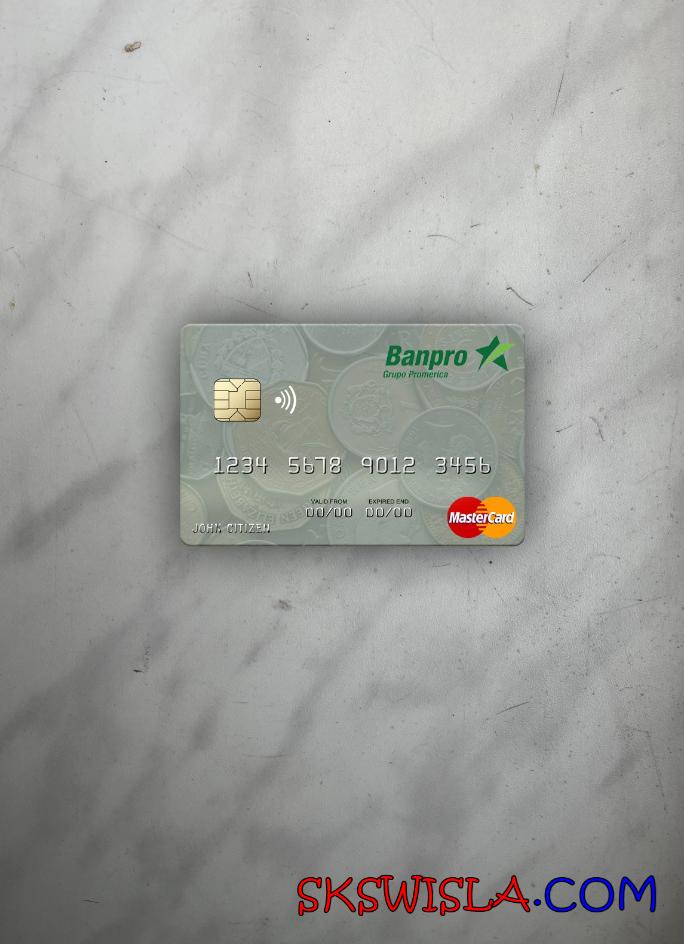 Banpro
Grupo Promerica
1234 5678 9012 3456
VALID FROM EXPIRED END
00/00 00/00
JOHN CITIZEN
MasterCard
SKSWISLA.COM